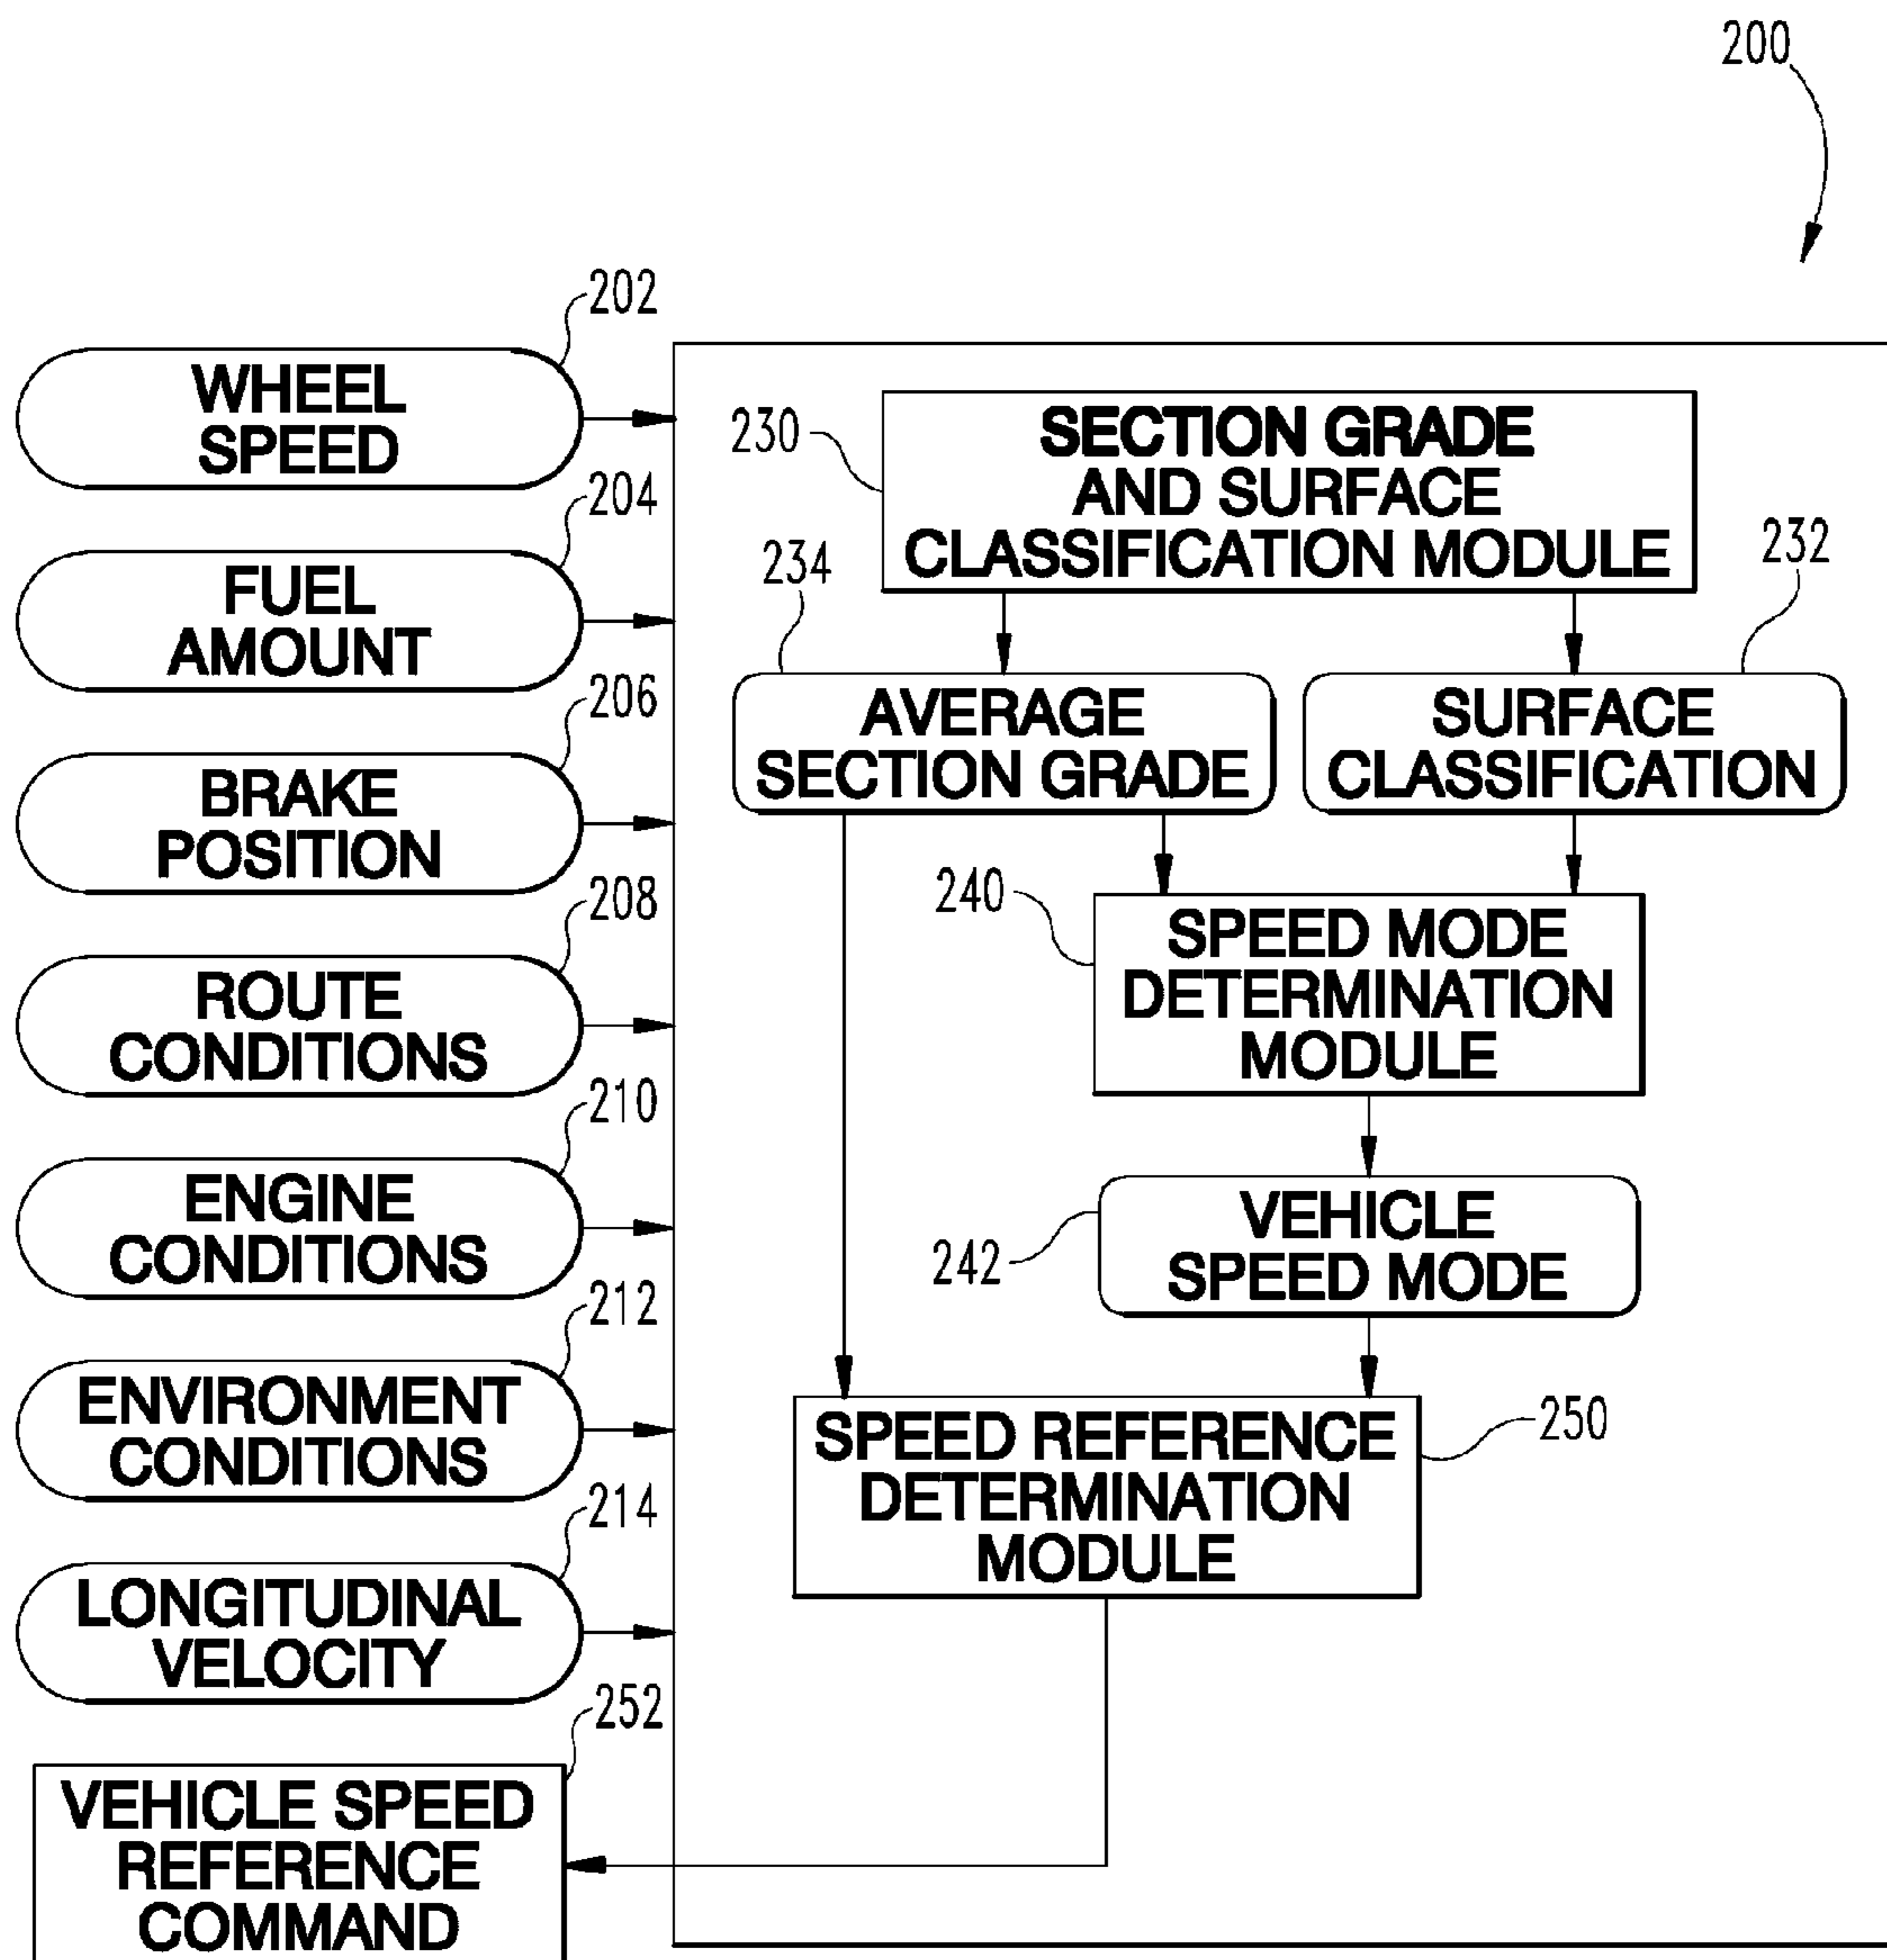 200
202
WHEEL
SPEED
204
FUEL
AMOUNT
206
BRAKE
POSITION
208
ROUTE
CONDITIONS
210
ENGINE
CONDITIONS
212
ENVIRONMENT
CONDITIONS
214
LONGITUDINAL
VELOCITY
252
VEHICLE SPEED
REFERENCE
COMMAND
230
SECTION GRADE
AND SURFACE
CLASSIFICATION MODULE
234
AVERAGE
SECTION GRADE
232
SURFACE
CLASSIFICATION
240
SPEED MODE
DETERMINATION
MODULE
242
VEHICLE
SPEED MODE
250
SPEED REFERENCE
DETERMINATION
MODULE